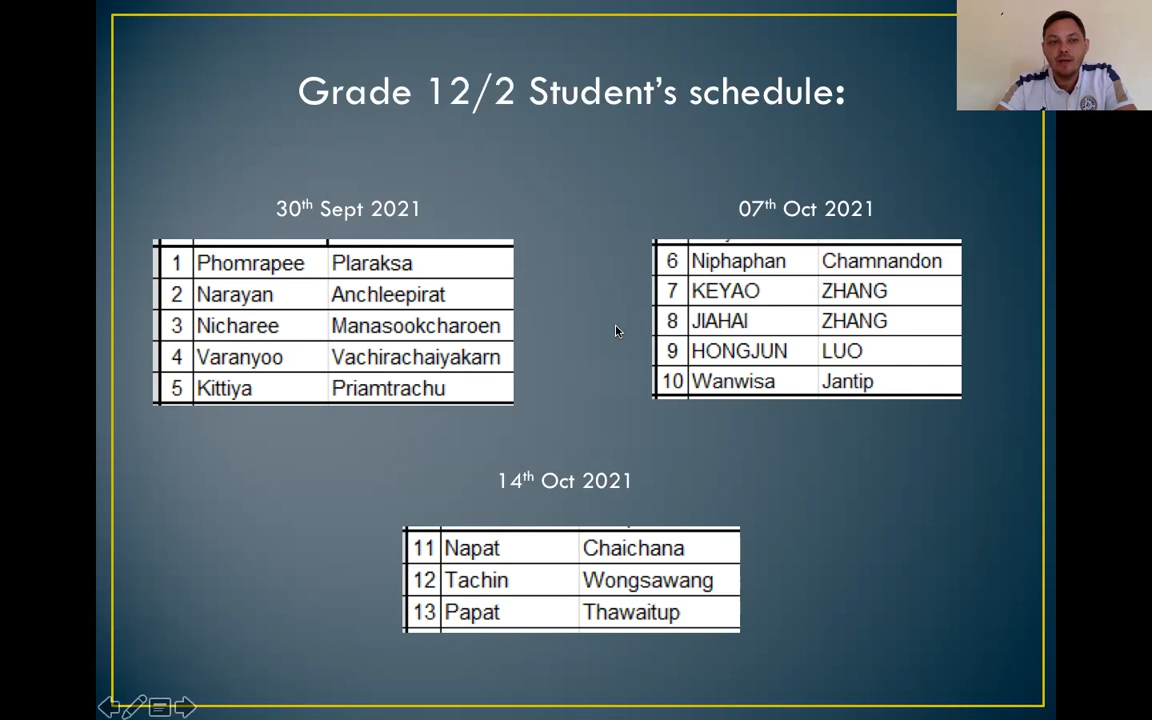 Grade 12/2 Student’s schedule:
30th Sept 2021
1 Phomrapee Plaraksa
2 Narayan Anchleepirat
3 Nicharee Manasookcharoen
4 Varanyoo Vachirachaiyakarn
5 Kittiya Priamtrachu
07th Oct 2021
6 Niphaphan Chamnandon
7 KEYAO ZHANG
8 JIAHAI ZHANG
9 HONGJUN LUO
10 Wanwisa Jantip
14th Oct 2021
11 Napat Chaichana
12 Tachin Wongsawang
13 Papat Thawaitup